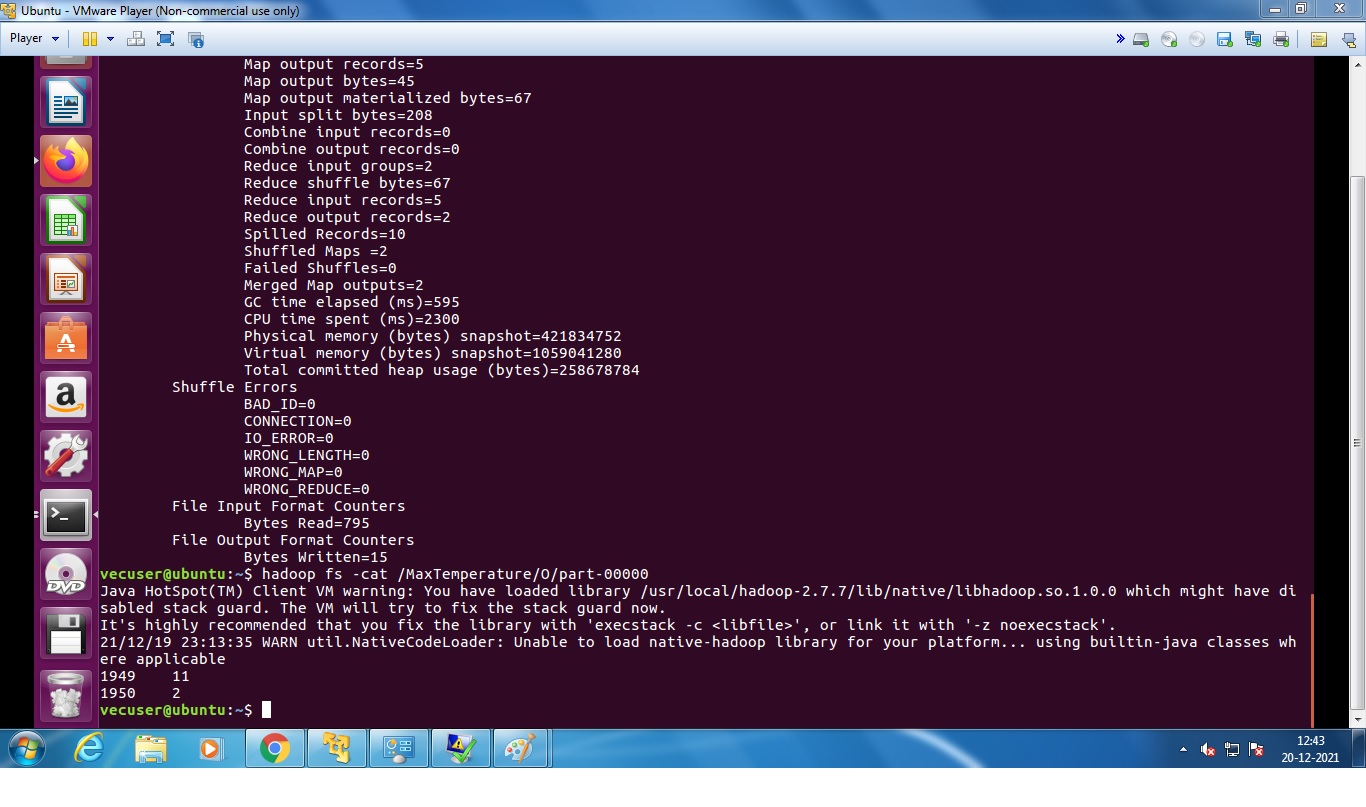 Ubuntu - VMware Player (Non-commercial use only)
Player
Map output records=5
Map output bytes=45
Map output materialized bytes=67
Input split bytes=208
Combine input records=0
Combine output records=0
Reduce input groups=2
Reduce shuffle bytes=67
Reduce input records=5
Reduce output records=2
Spilled Records=10
Shuffled Maps =2
Failed Shuffles=0
Merged Map outputs=2
GC time elapsed (ms)=595
CPU time spent (ms)=2300
Physical memory (bytes) snapshot=421834752
Virtual memory (bytes) snapshot=1059041280
Total committed heap usage (bytes)=258678784
Shuffle Errors
BAD_ID=0
CONNECTION=0
IO_ERROR=0
WRONG_LENGTH=0
WRONG_MAP=0
WRONG_REDUCE=0
File Input Format Counters
Bytes Read=795
File Output Format Counters
Bytes Written=15
vecuser@ubuntu:~$ hadoop fs -cat /MaxTemperature/O/part-00000
Java HotSpot(TM) Client VM warning: You have loaded library /usr/local/hadoop-2.7.7/lib/native/libhadoop.so.1.0.0 which might have di
sabled stack guard. The VM will try to fix the stack guard now.
It's highly recommended that you fix the library with 'execstack -c <libfile>', or link it with '-z noexecstack'.
21/12/19 23:13:35 WARN util.NativeCodeLoader: Unable to load native-hadoop library for your platform... using builtin-java classes wh
ere applicable
1949 11
1950 2
vecuser@ubuntu:~$
12:43
20-12-2021